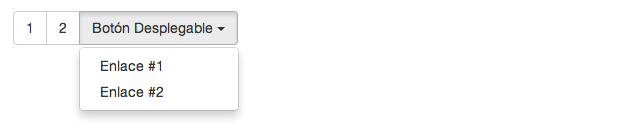 1 2 Botón Desplegable
Enlace #1
Enlace #2